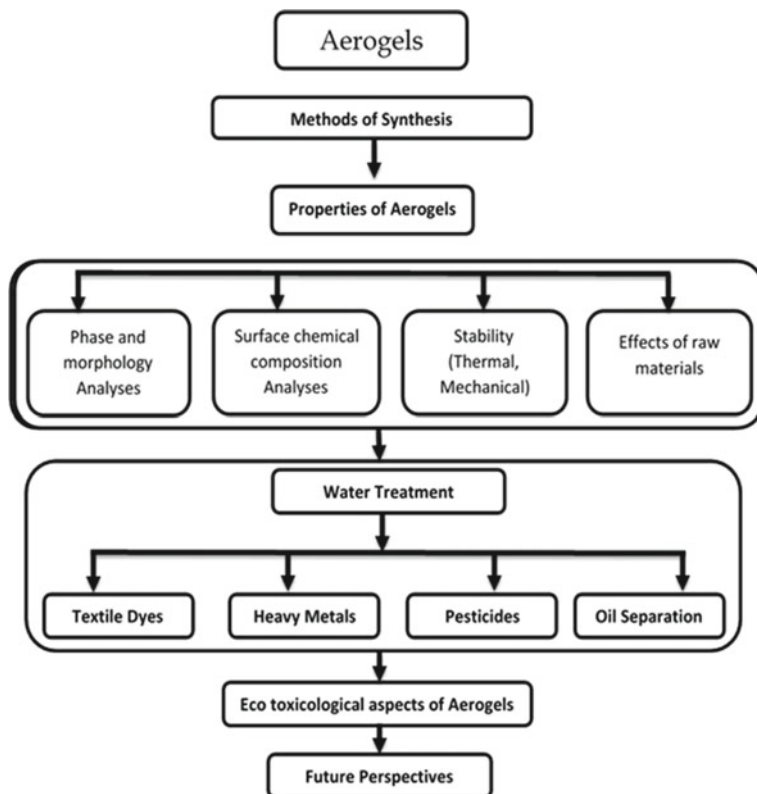 Aerogels
Methods of Synthesis
Properties of Aerogels
Phase and
morphology
Analyses
Surface chemical
composition
Analyses
Stability
(Thermal,
Mechanical)
Effects of raw
materials
Water Treatment
Textile Dyes
Heavy Metals
Pesticides
Oil Separation
Eco toxicological aspects of Aerogels
Future Perspectives